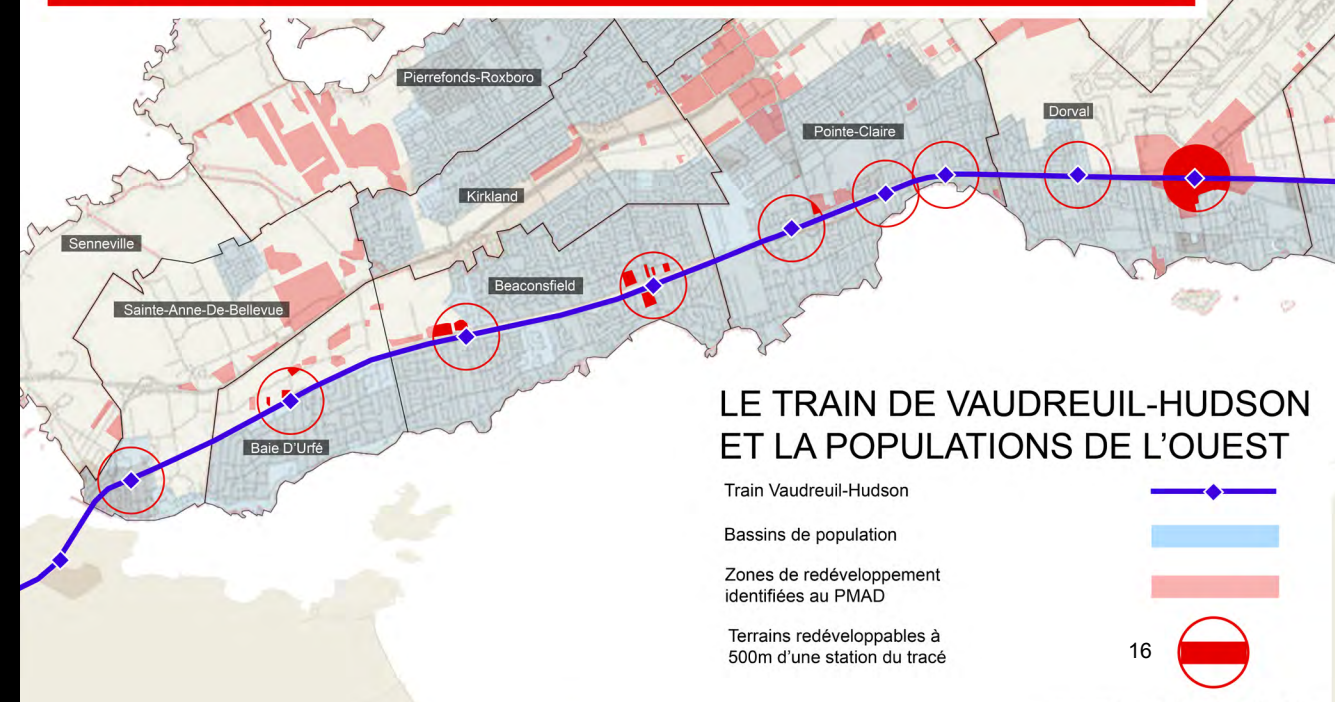 Pierrefonds-Roxboro
Dorval
Pointe-Claire
Kirkland
Senneville
Beaconsfield
Sainte-Anne-De-Bellevue
Baie D'Urfé
LE TRAIN DE VAUDREUIL-HUDSON
ET LA POPULATIONS DE L'OUEST
Train Vaudreuil-Hudson
Bassins de population
Zones de redéveloppement
identifiées au PMAD
Terrains redéveloppables à
500m d'une station du tracé
16